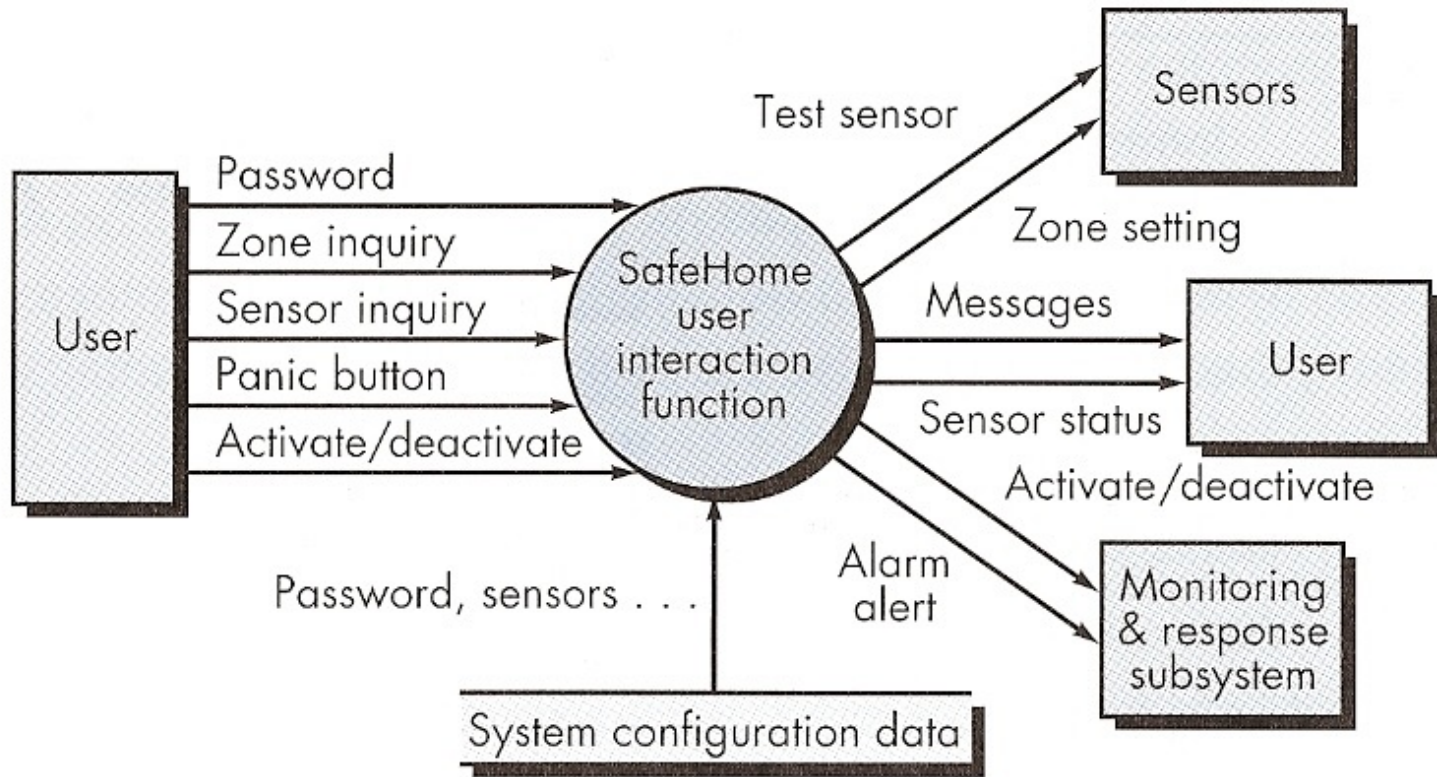 Test sensor
Sensors
Zone setting
User
Password
Zone inquiry
Sensor inquiry
Panic button
Activate/deactivate
SafeHome
user
interaction
function
Messages
User
Sensor status
Activate/deactivate
Alarm
alert
Monitoring
& response
subsystem
Password, sensors . . .
System configuration data